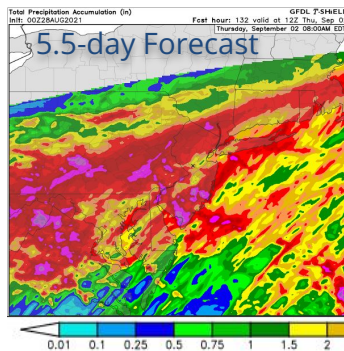 Total Precipitation Accumulation (in) GFDL T-SHiELD
Init: 00Z28AUG2021 Fcst hour: 132 valid at 12Z Thu, Sep 0
Thursday, September 02 08:00AM EDT
5.5-day Forecast
0.01 0.1 0.25 0.5 0.75 1 1.5 2